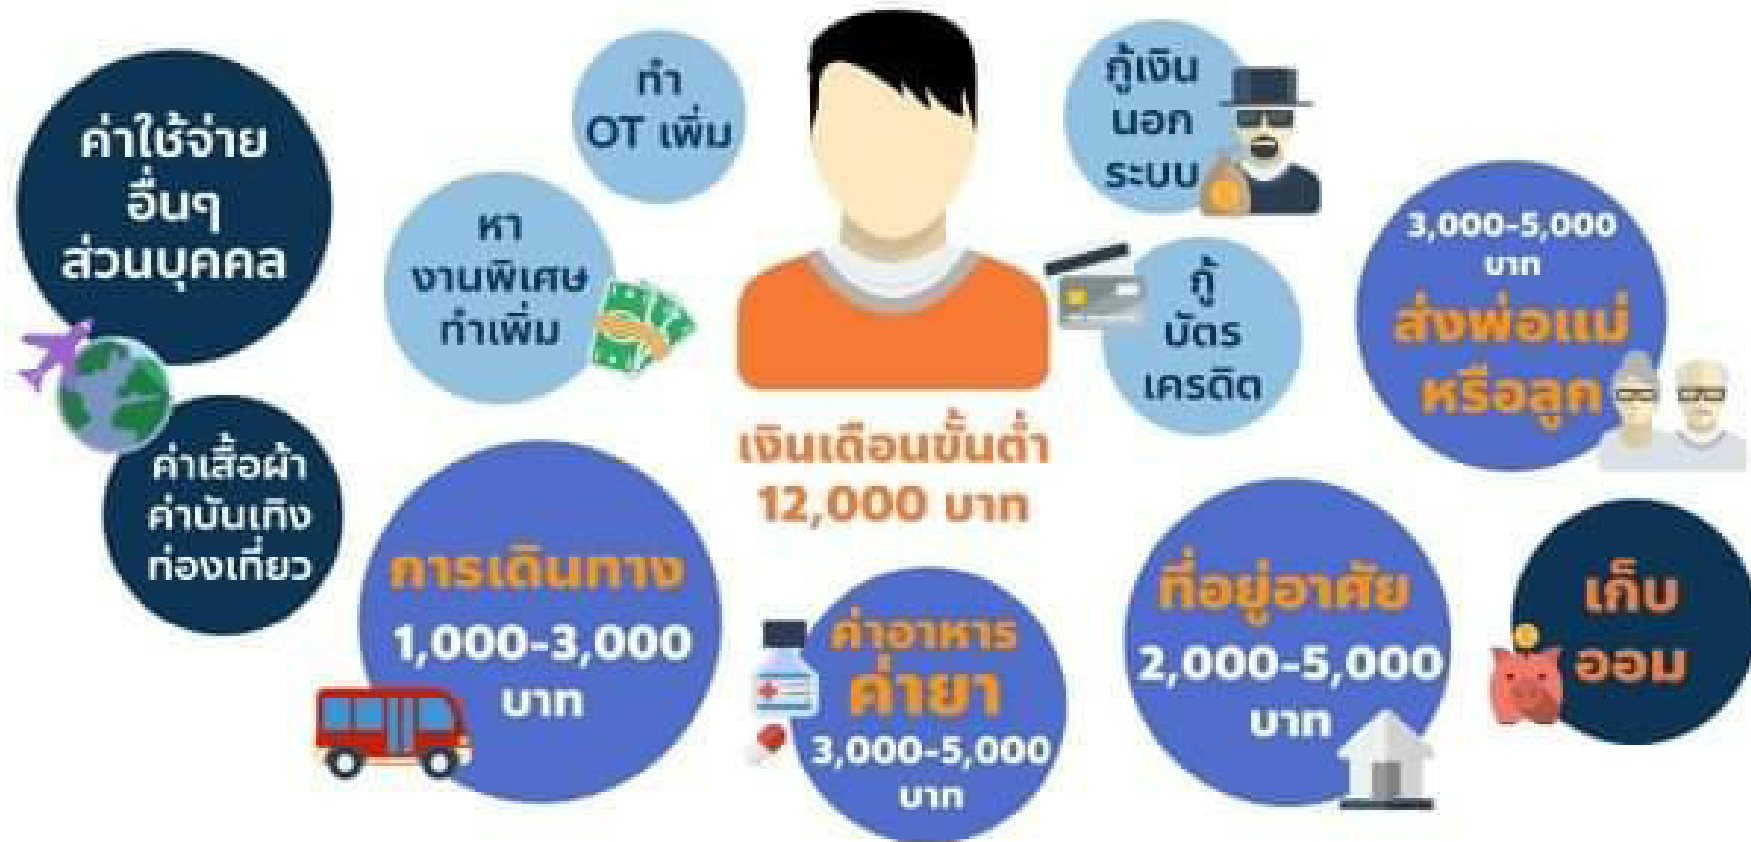 ค่าใช้จ่าย
อื่นๆ
ส่วนบุคคล
ทำ
OT เพิ่ม
หา
งานพิเศษ
ทำเพิ่ม
กู้เงิน
นอก
ระบบ
กู้
บัตร
เครดิต
3,000-5,000
บาท
ส่งพ่อแม่
หรือลูก
เงินเดือนขั้นต่ำ
12,000 บาท
ค่าเสื้อผ้า
ค่าบันเทิง
ท่องเที่ยว
การเดินทาง
1,000-3,000
บาท
ค่าอาหาร
ค่ายา
3,000-5,000
บาท
ที่อยู่อาศัย
2,000-5,000
บาท
เก็บ
ออม